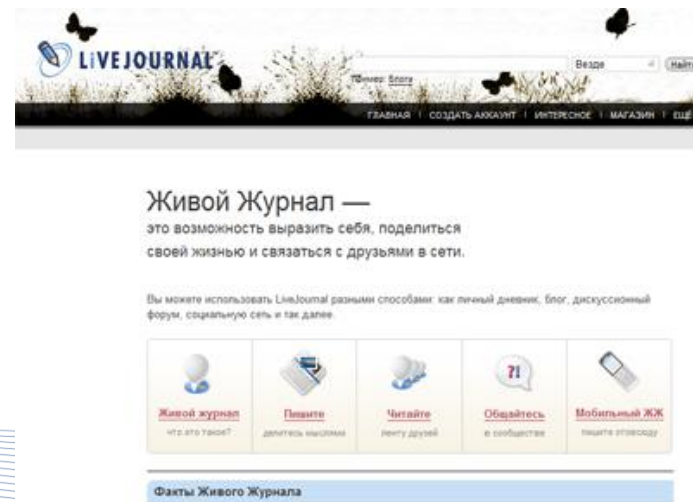 LIVEJOURNAL
Везде
Найти
Пример: Блоги
ГЛАВНАЯ | СОЗДАТЬ АККАУНТ | ИНТЕРЕСНОЕ | МАГАЗИН | ЕЩЁ
Живой Журнал —
это возможность выразить себя, поделиться
своей жизнью и связаться с друзьями в сети.
Вы можете использовать LiveJournal разными способами: как личный дневник, блог, дискуссионный
форум, социальную сеть и так далее.
?!
Живой журнал Пишите Читайте Общайтесь Мобильный ЖЖ
что это такое? делитесь мыслями ленту друзей в сообществе пишите отовсюду
Факты Живого Журнала